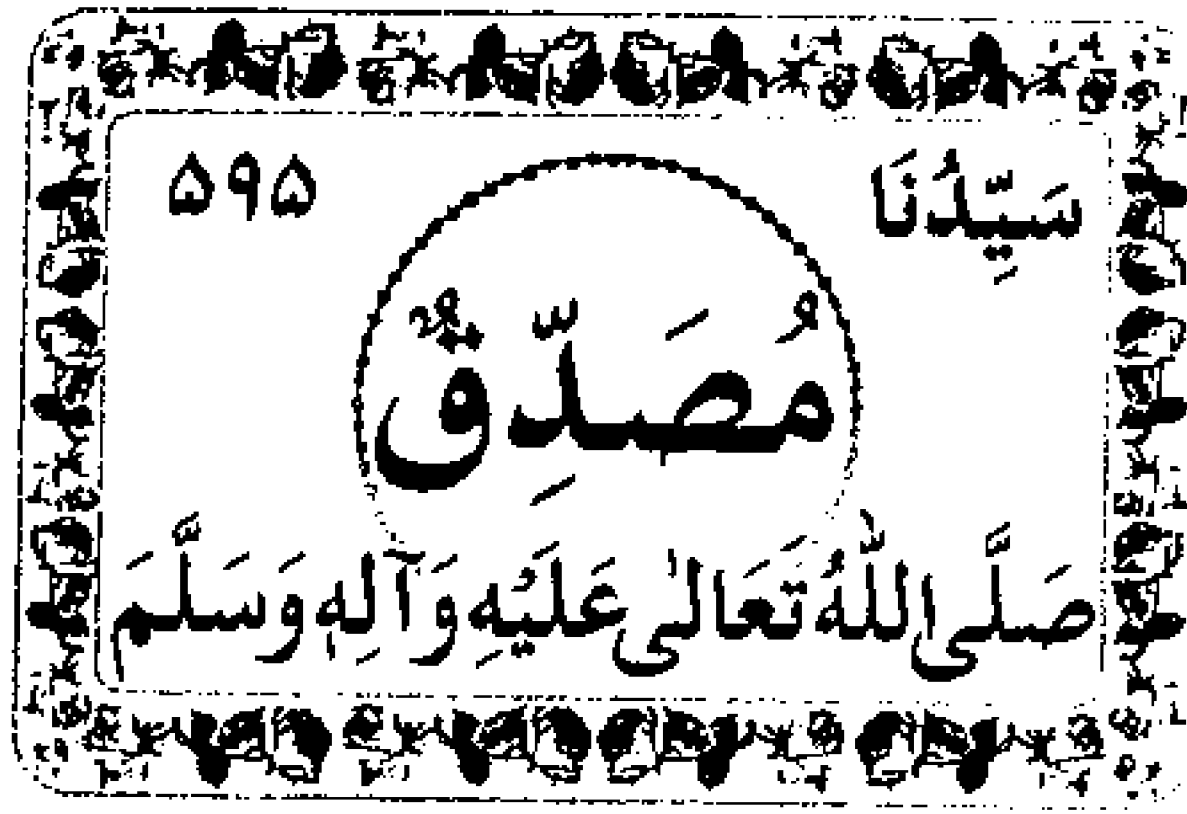 سَيِّدُنَا ۵۹۵
مُصَدِّقٌ
صَلَّى اللّٰهُ تَعَالٰى عَلَيْهِ وَآلِهٖ وَسَلَّمَ